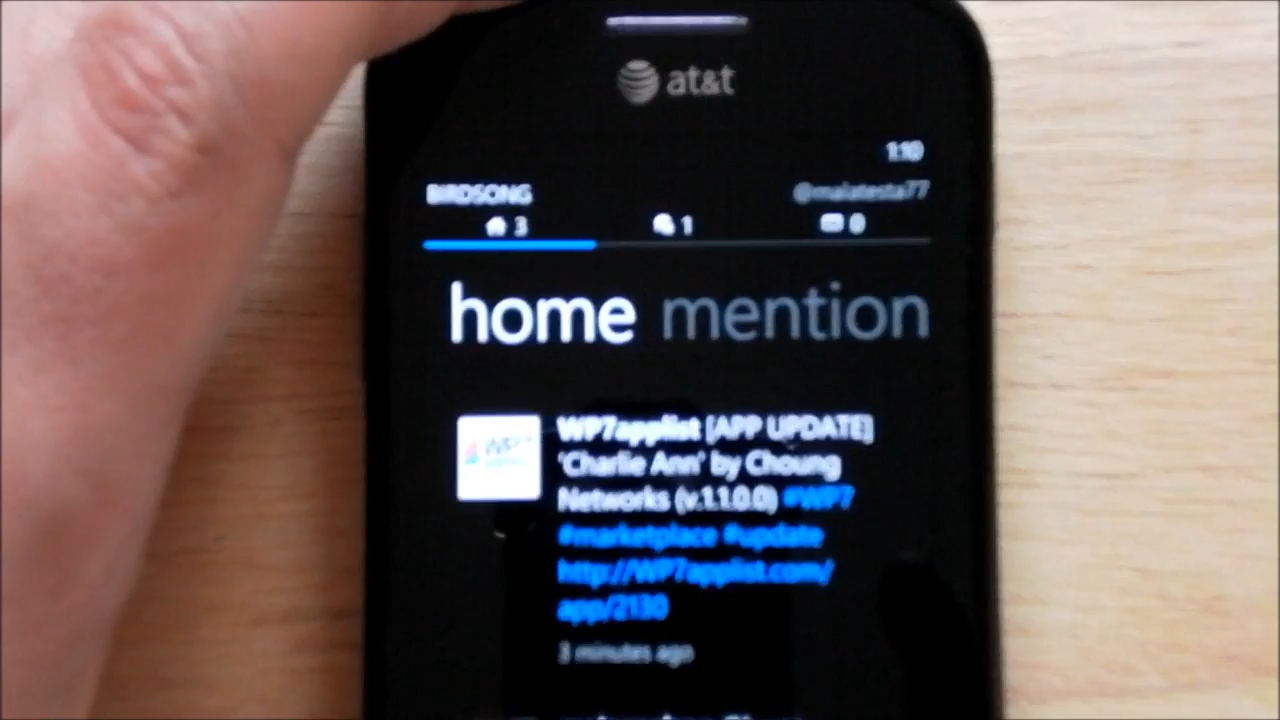 at&t
1:10
BIRDSONG
@malatesta77
3 1 0
home mention
WP7applist [APP UPDATE]
'Charlie Ann' by Choung
Networks (v.1.1.0.0) #WP7
#marketplace #update
http://WP7applist.com/
app/2130
3 minutes ago